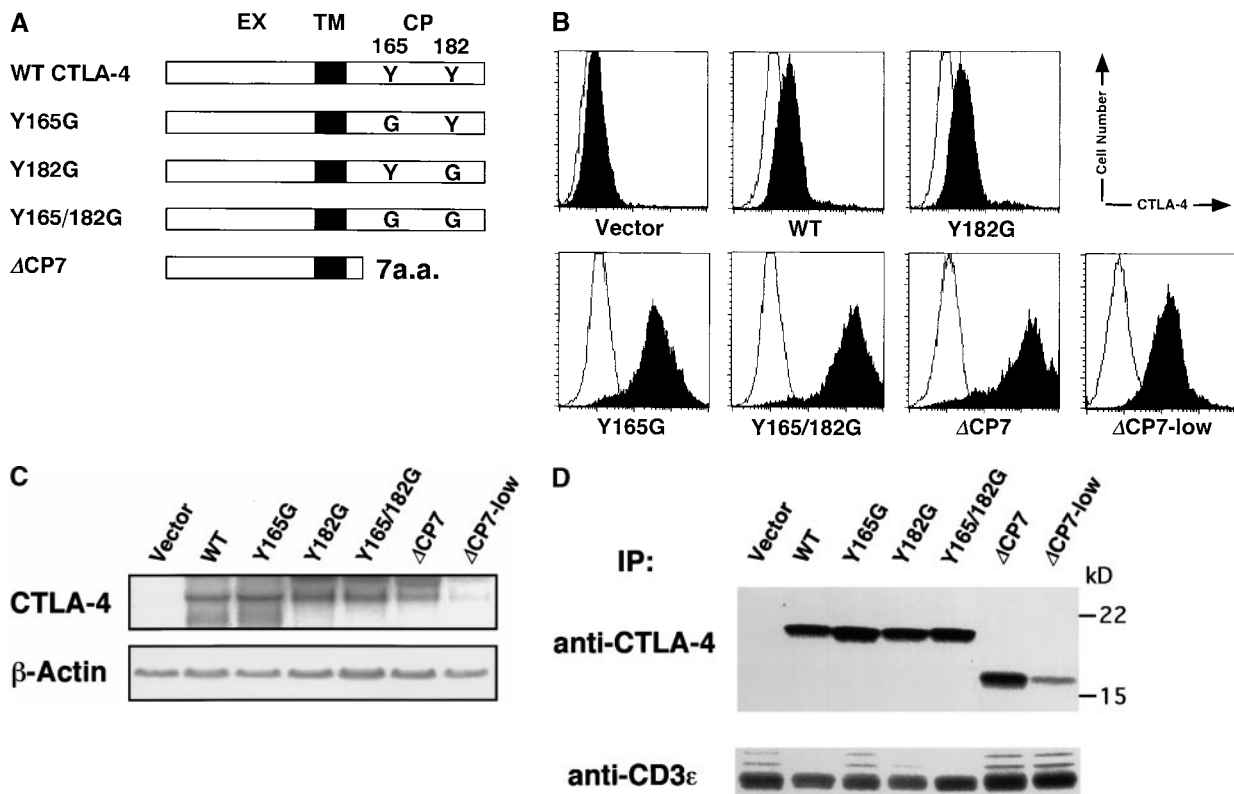 A
EX TM CP
165 182
WT CTLA-4 Y Y
Y165G G Y
Y182G Y G
Y165/182G G G
ΔCP7 7a.a.
B
Vector WT Y182G
Cell Number
CTLA-4
Y165G Y165/182G ΔCP7 ΔCP7-low
C
Vector WT Y165G Y182G Y165/182G ΔCP7 ΔCP7-low
CTLA-4
β-Actin
D
Vector WT Y165G Y182G Y165/182G ΔCP7 ΔCP7-low
IP:
kD
22
anti-CTLA-4
15
anti-CD3ε